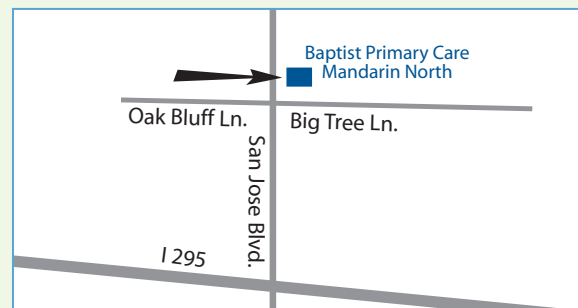 Baptist Primary Care
Mandarin North
Oak Bluff Ln.
Big Tree Ln.
San Jose Blvd.
I 295